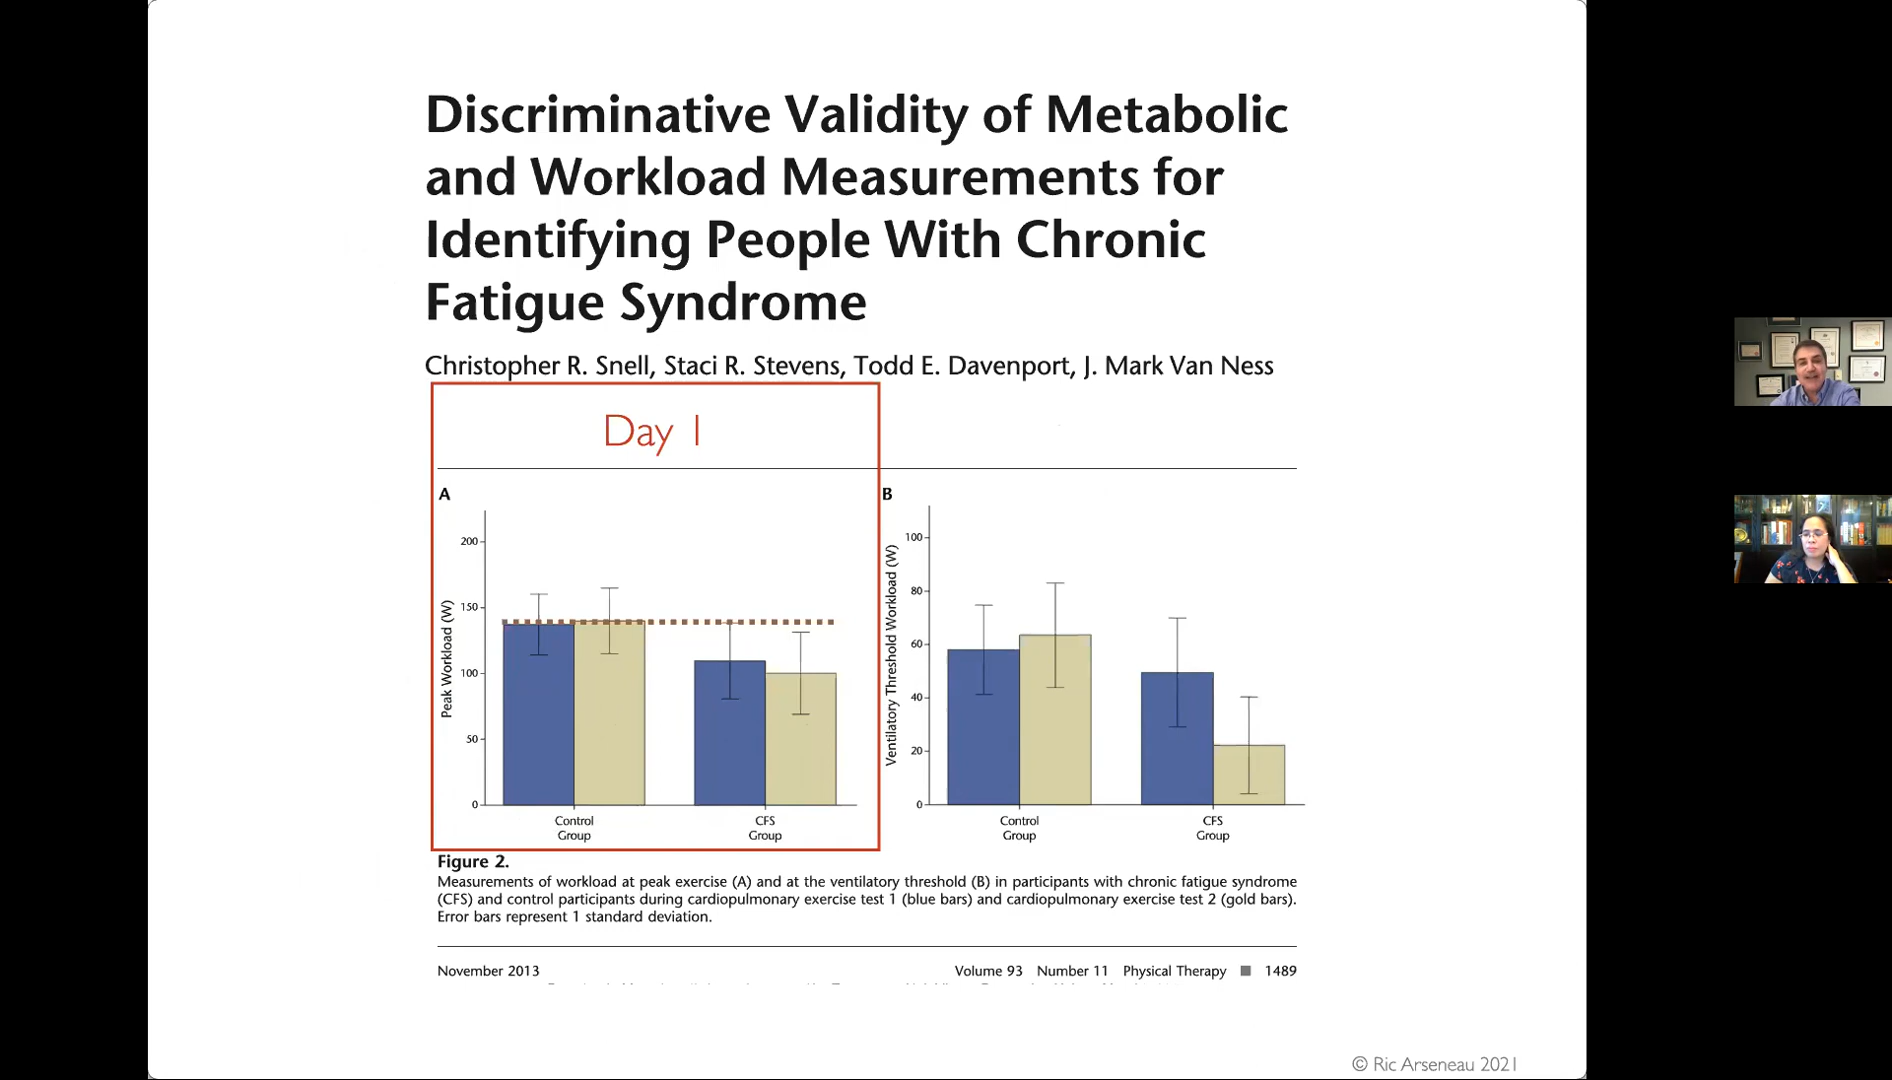 Discriminative Validity of Metabolic
and Workload Measurements for
Identifying People With Chronic
Fatigue Syndrome
Christopher R. Snell, Staci R. Stevens, Todd E. Davenport, J. Mark Van Ness
Day 1
A
Peak Workload (W)
200
150
100
50
0
Control
Group
CFS
Group
B
Ventilatory Threshold Workload (W)
100
80
60
40
20
0
Control
Group
CFS
Group
Figure 2.
Measurements of workload at peak exercise (A) and at the ventilatory threshold (B) in participants with chronic fatigue syndrome
(CFS) and control participants during cardiopulmonary exercise test 1 (blue bars) and cardiopulmonary exercise test 2 (gold bars).
Error bars represent 1 standard deviation.
November 2013
Volume 93 Number 11 Physical Therapy ■ 1489
© Ric Arseneau 2021